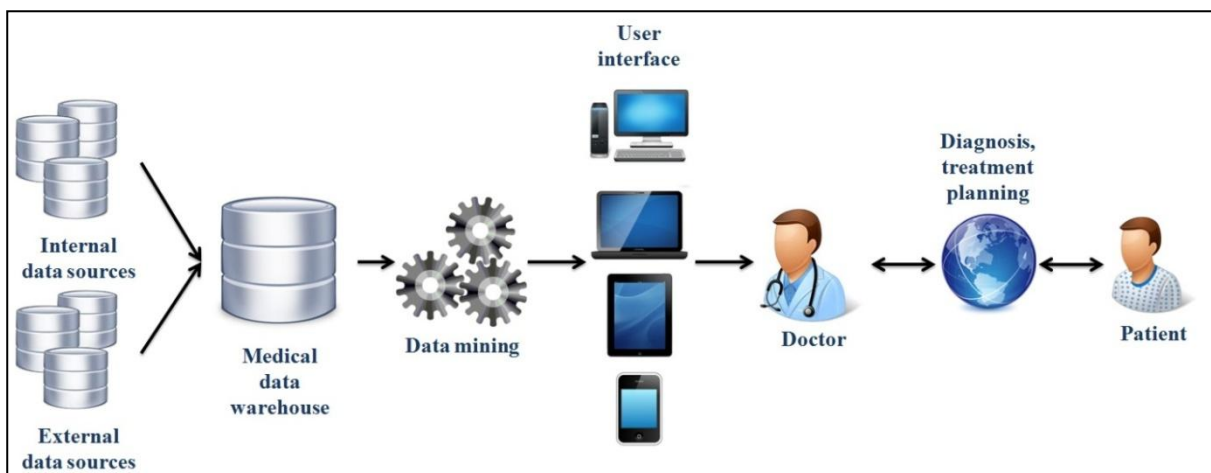 User
interface
Internal
data sources
External
data sources
Medical
data
warehouse
Data mining
Doctor
Diagnosis,
treatment
planning
Patient